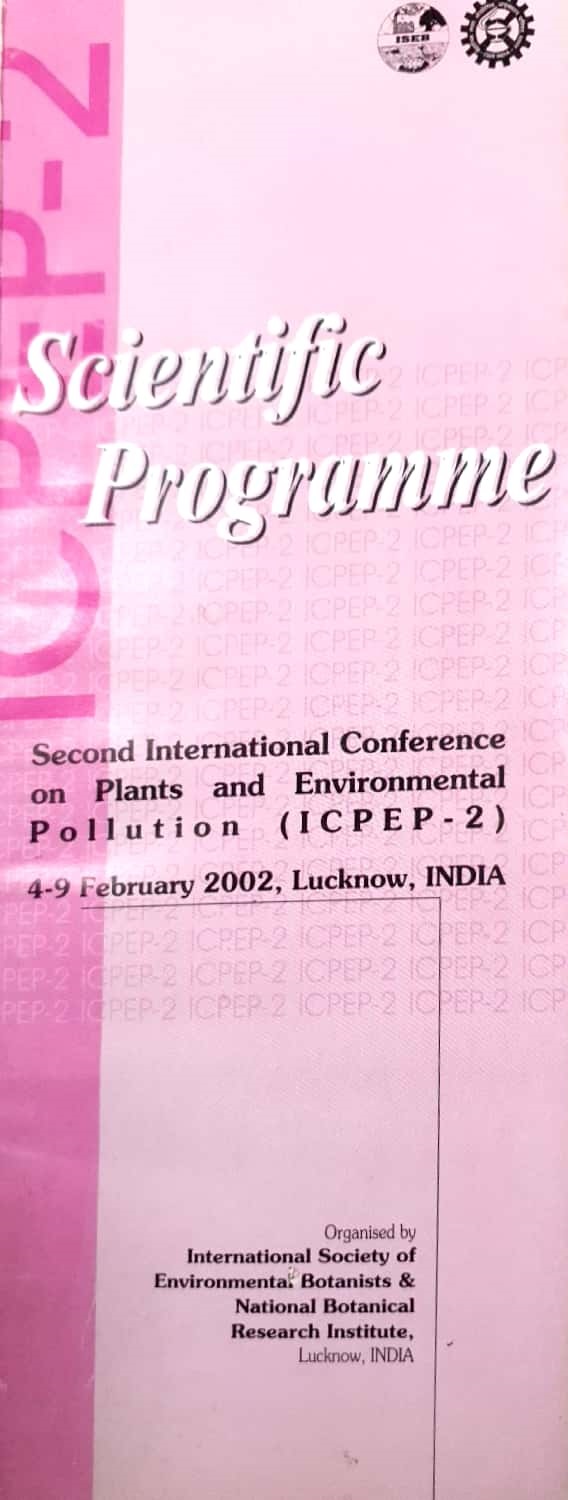 ISEB
ICPEP-2
Scientific
Programme
Second International Conference
on Plants and Environmental
Pollution (ICPEP-2)
4-9 February 2002, Lucknow, INDIA
Organised by
International Society of
Environmental Botanists &
National Botanical
Research Institute,
Lucknow, INDIA